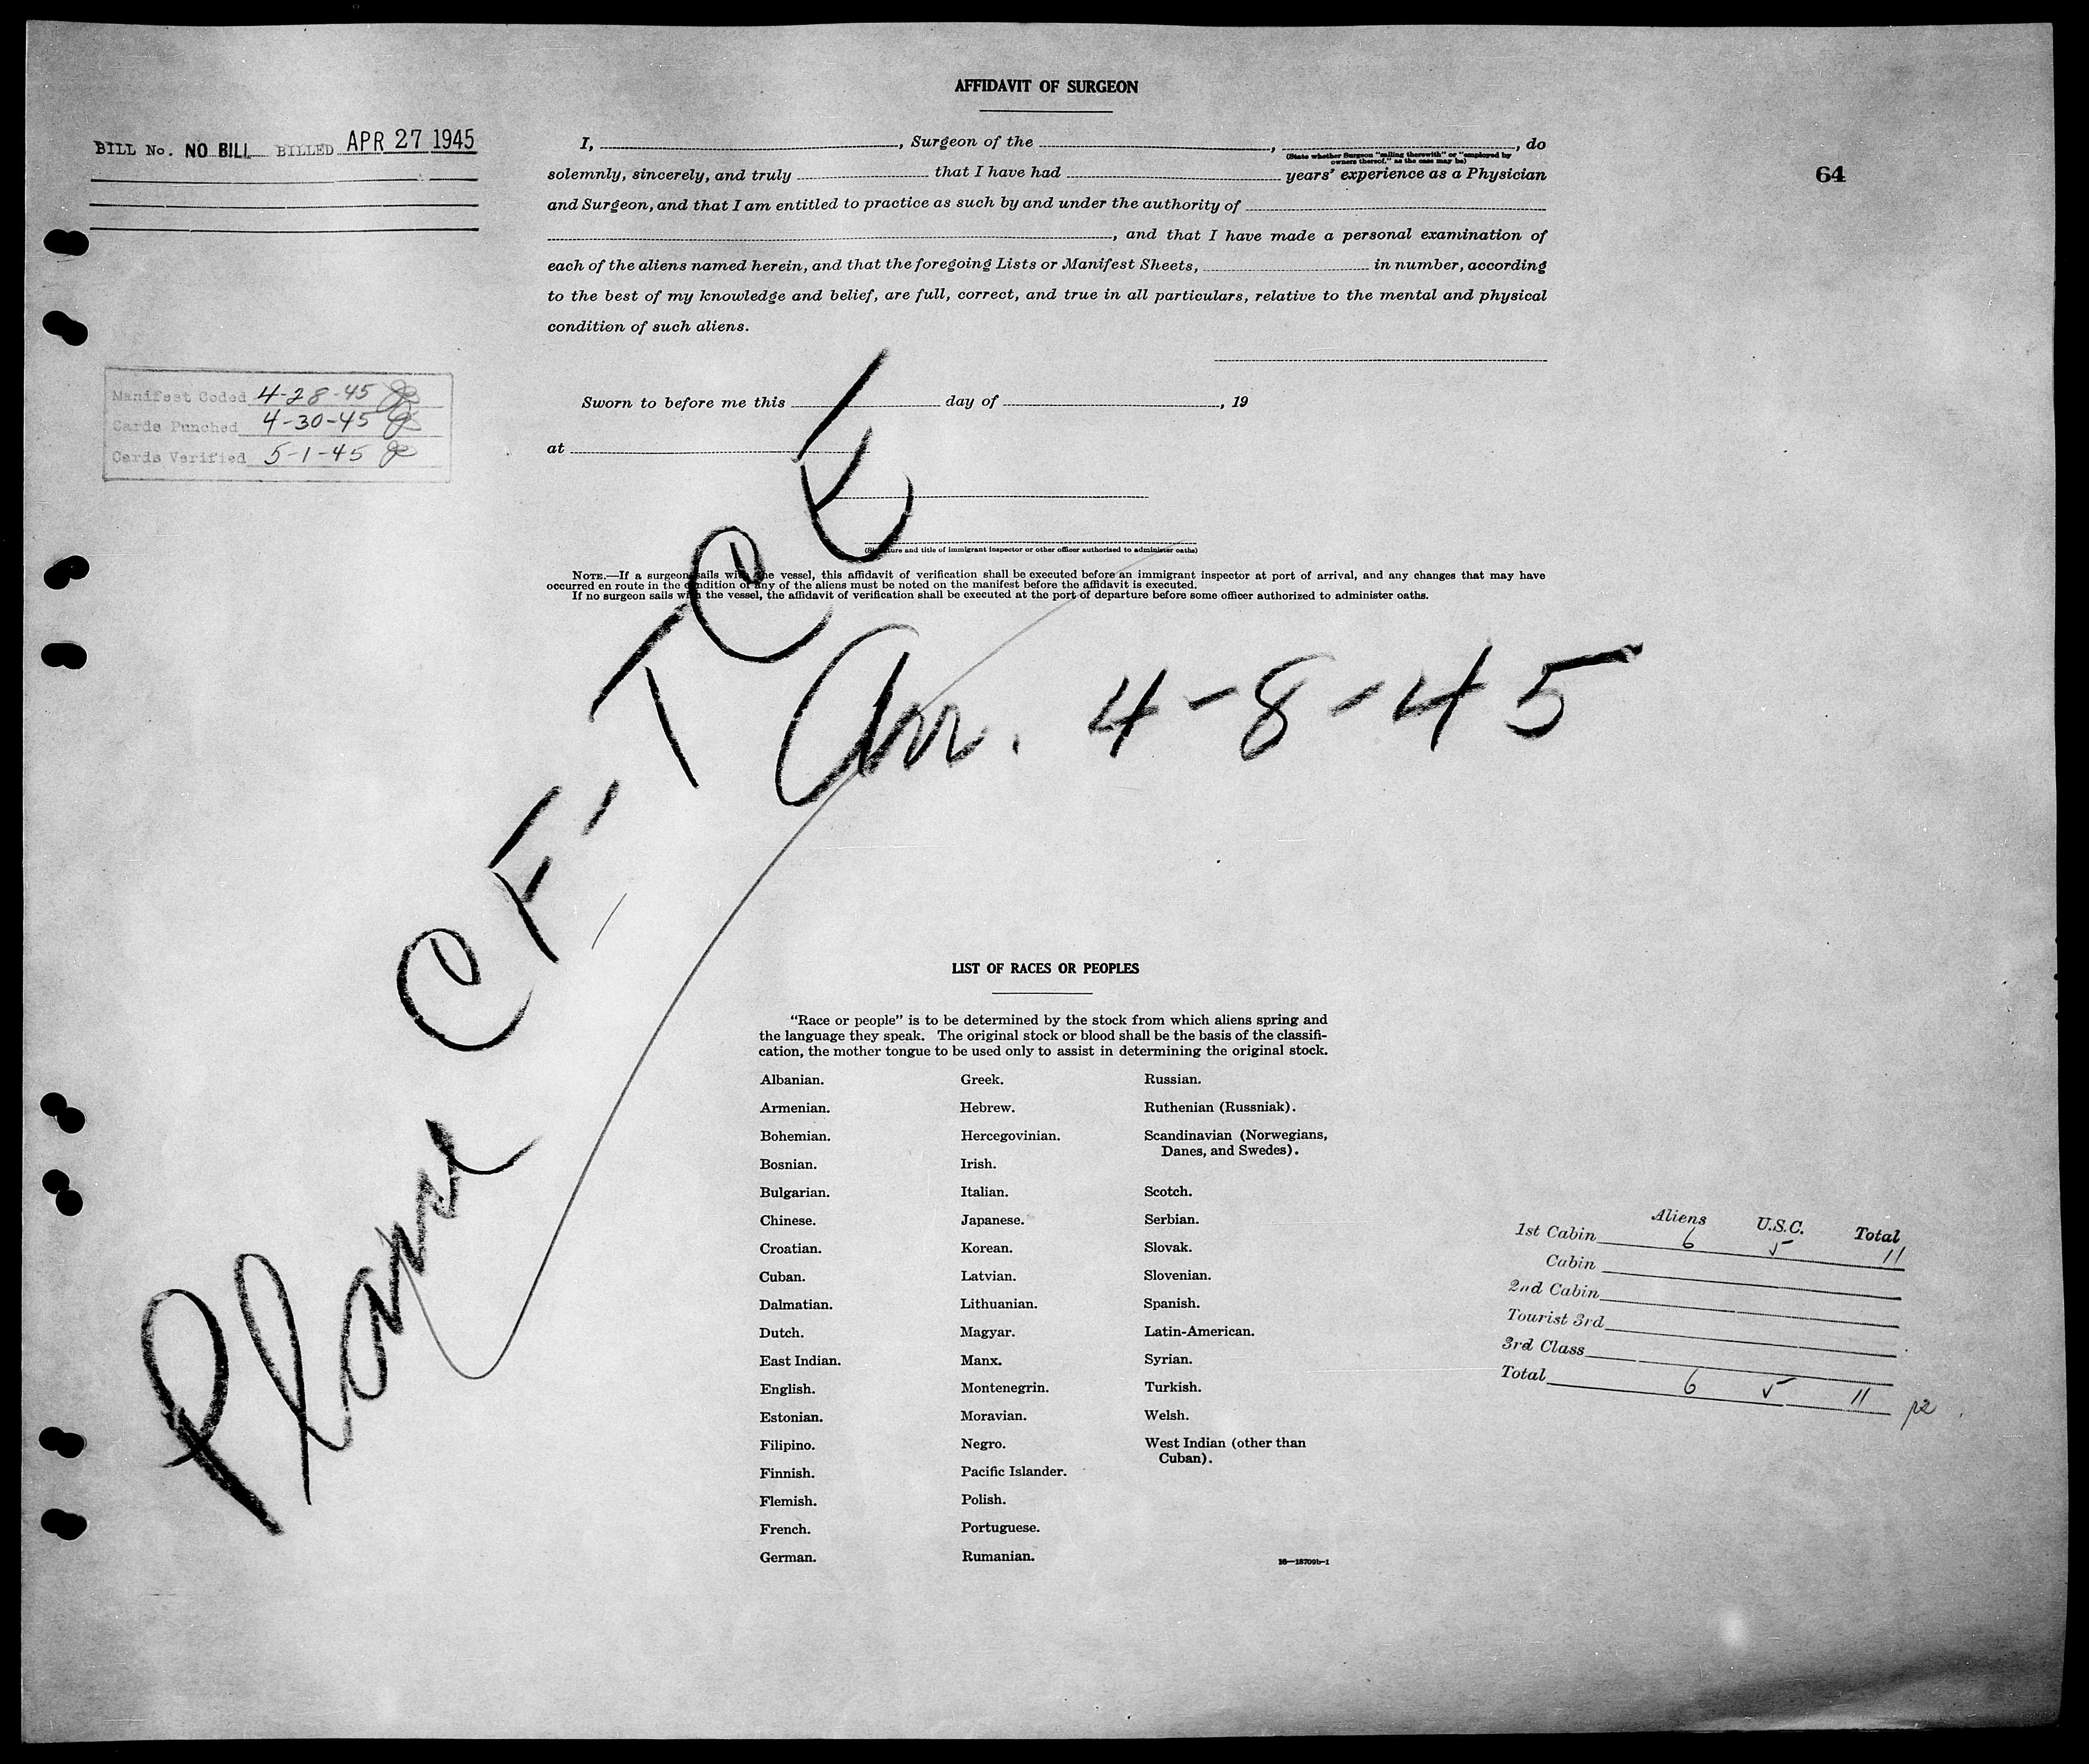 AFFIDAVIT OF SURGEON
BILL No. NO BILL BILLED APR 27 1945
64
I, , Surgeon of the , , do
(State whether Surgeon "sailing therewith" or "employed by
owners thereof," as the case may be)
solemnly, sincerely, and truly that I have had years' experience as a Physician
and Surgeon, and that I am entitled to practice as such by and under the authority of
, and that I have made a personal examination of
each of the aliens named herein, and that the foregoing Lists or Manifest Sheets, in number, according
to the best of my knowledge and belief, are full, correct, and true in all particulars, relative to the mental and physical
condition of such aliens.
Manifest Coded 4-28-45
Cards Punched 4-30-45
Cards Verified 5-1-45
Sworn to before me this day of , 19
at
(Signature and title of immigrant inspector or other officer authorized to administer oaths)
NOTE.—If a surgeon sails with the vessel, this affidavit of verification shall be executed before an immigrant inspector at port of arrival, and any changes that may have
occurred en route in the condition of any of the aliens must be noted on the manifest before the affidavit is executed.
If no surgeon sails with the vessel, the affidavit of verification shall be executed at the port of departure before some officer authorized to administer oaths.
Plane CF-TCE
Arr. 4-8-45
LIST OF RACES OR PEOPLES
"Race or people" is to be determined by the stock from which aliens spring and
the language they speak. The original stock or blood shall be the basis of the classifi-
cation, the mother tongue to be used only to assist in determining the original stock.
Albanian. Greek. Russian.
Armenian. Hebrew. Ruthenian (Russniak).
Bohemian. Hercegovinian. Scandinavian (Norwegians,
Danes, and Swedes).
Bosnian. Irish.
Bulgarian. Italian. Scotch.
Chinese. Japanese. Serbian.
Croatian. Korean. Slovak.
Cuban. Latvian. Slovenian.
Dalmatian. Lithuanian. Spanish.
Dutch. Magyar. Latin-American.
East Indian. Manx. Syrian.
English. Montenegrin. Turkish.
Estonian. Moravian. Welsh.
Filipino. Negro. West Indian (other than
Cuban).
Finnish. Pacific Islander.
Flemish. Polish.
French. Portuguese.
German. Rumanian.
16—18709b-1
Aliens U.S.C. Total
1st Cabin 6 5 11
Cabin
2nd Cabin
Tourist 3rd
3rd Class
Total 6 5 11